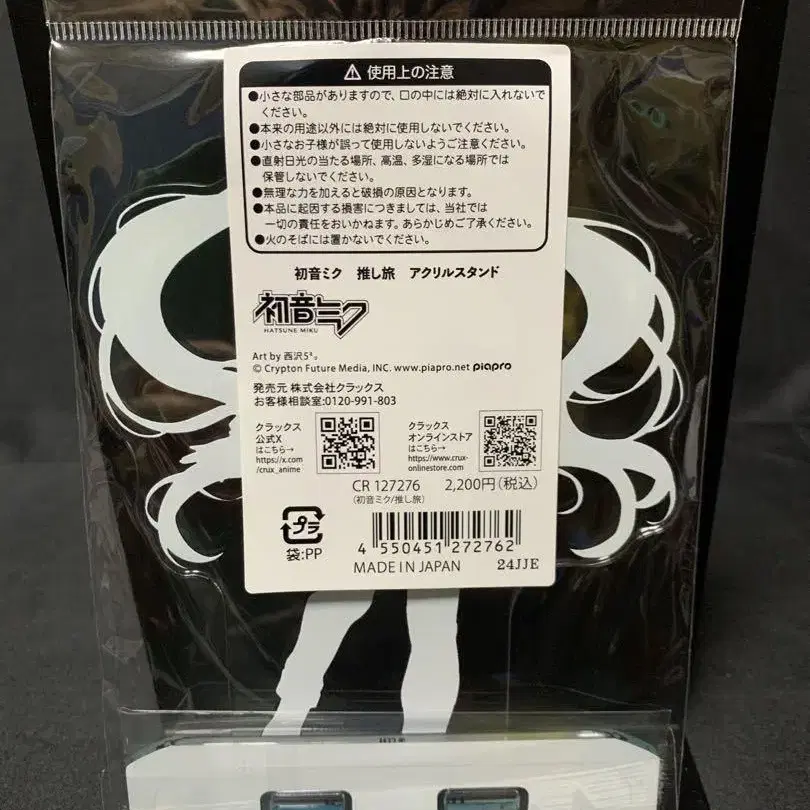 ⚠ 使用上の注意
●小さな部品がありますので、口の中には絶対に入れないで
ください。
●本来の用途以外には絶対に使用しないでください。
●小さなお子様が誤って使用しないようご注意ください。
●直射日光の当たる場所、高温、多湿になる場所では
保管しないでください。
●無理な力を加えると破損の原因となります。
●本品に起因する損害につきましては、当社では
一切の責任をおいかねます。あらかじめご了承ください。
●火のそばには置かないでください。
初音ミク 推し旅 アクリルスタンド
初音ミク
HATSUNE MIKU
Art by 西沢5㍉。
© Crypton Future Media, INC. www.piapro.net piapro
発売元 株式会社クラックス
お客様相談室:0120-991-803
クラックス
公式X
はこちら→
https://x.com
/crux_anime
クラックス
オンラインストア
はこちら→
https://www.crux-
onlinestore.com
CR 127276 2,200円(税込)
(初音ミク/推し旅)
プラ
袋:PP
4 550451 272762
MADE IN JAPAN 24JJE